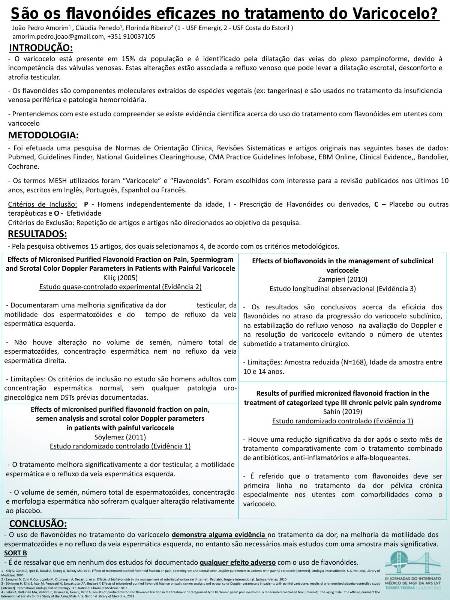 São os flavonóides eficazes no tratamento do Varicocelo?
João Pedro Amorim¹, Cláudia Penedo¹, Florinda Ribeiro² (1 - USF Emergir, 2 - USF Costa do Estoril )
amorim.pedro.joao@gmail.com, +351 910037105
INTRODUÇÃO:
- O varicocelo está presente em 15% da população e é identificado pela dilatação das veias do plexo pampinoforme, devido à
incompetência das válvulas venosas. Estas alterações estão associada a refluxo venoso que pode levar a dilatação escrotal, desconforto e
atrofia testicular.
- Os flavonóides são componentes moleculares extraídos de espécies vegetais (ex: tangerinas) e são usados no tratamento da insuficiencia
venosa periférica e patologia hemorroidária.
- Prentendemos com este estudo compreender se existe evidência cientifica acerca do uso do tratamento com flavonóides em utentes com
varicocelo
METODOLOGIA:
- Foi efetuada uma pesquisa de Normas de Orientação Clínica, Revisões Sistemáticas e artigos originais nas seguintes bases de dados:
Pubmed, Guidelines Finder, National Guidelines Clearinghouse, CMA Practice Guidelines Infobase, EBM Online, Clinical Evidence,, Bandolier,
Cochrane.
- Os termos MESH utilizados foram “Varicocele” e “Flavonoids”. Foram escolhidos com interesse para a revisão publicados nos últimos 10
anos, escritos em Inglês, Português, Espanhol ou Francês.
Critérios de Inclusão: P - Homens independentemente da idade, I - Prescrição de Flavonóides ou derivados, C – Placebo ou outras
terapêuticas e O - Efetividade
Critérios de Exclusão: Repetição de artigos e artigos não direcionados ao objetivo da pesquisa.
RESULTADOS:
- Pela pesquisa obtivemos 15 artigos, dos quais selecionamos 4, de acordo com os critérios metodológicos.
Effects of Micronised Purified Flavonoid Fraction on Pain, Spermiogram
and Scrotal Color Doppler Parameters in Patients with Painful Varicocele
Kiliç (2005)
Estudo quase-controlado experimental (Evidência 2)
- Documentaram uma melhoria significativa da dor testicular, da
motilidade dos espermatozoides e do tempo de refluxo da veia
espermática esquerda.
- Não houve alteração no volume de semén, número total de
espermatozóides, concentração espermática nem no refluxo da veia
espermática direita.
- Limitações: Os critérios de inclusão no estudo são homens adultos com
concentração espermática normal, sem qualquer patologia uro-
ginecológica nem DSTs prévias documentadas.
Effects of micronised purified flavonoid fraction on pain,
semen analysis and scrotal color Doppler parameters
in patients with painful varicocele
Söylemez (2011)
Estudo randomizado controlado (Evidência 1)
- O tratamento melhora significativamente a dor testicular, a motilidade
espermática e o refluxo da veia espermática esquerda.
- O volume de semén, número total de espermatozóides, concentração
e morfologia espermática não sofreram qualquer alteração relativamente
ao placebo.
Effects of bioflavonoids in the management of subclinical
varicocele
Zampieri (2010)
Estudo longitudinal observacional (Evidência 3)
- Os resultados são conclusivos acerca da eficácia dos
flavonóides no atraso da progressão do varicocelo subclínico,
na estabilização do refluxo venoso na avaliação do Doppler e
na resolução do varicocelo evitando o número de utentes
submetido a tratamento cirúrgico.
- Limitações: Amostra reduzida (N=168), Idade da amostra entre
10 e 14 anos.
Results of purified micronized flavonoid fraction in the
treatment of categorized type III chronic pelvic pain syndrome
Sahin (2019)
Estudo randomizado controlado (Evidência 1)
- Houve uma redução significativa da dor após o sexto mês de
tratamento comparativamente com o tratamento combinado
de antibióticos, anti-inflamatórios e alfa-bloqueantes.
- É referido que o tratamento com flavonóides deve ser
primeira linha no tratamento da dor pélvica crónica
especialmente nos utentes com comorbilidades como o
varicocelo.
CONCLUSÃO:
- O uso de flavonóides no tratamento do varicocelo demonstra alguma evidência no tratamento da dor, na melhoria da motilidade dos
espermatozóides e no refluxo da veia espermática esquerdo, no entanto são necessários mais estudos com uma amostra mais significativa.
SORT B
- É de ressalvar que em nenhum dos estudos foi documentado qualquer efeito adverso com o uso de flavonóides.